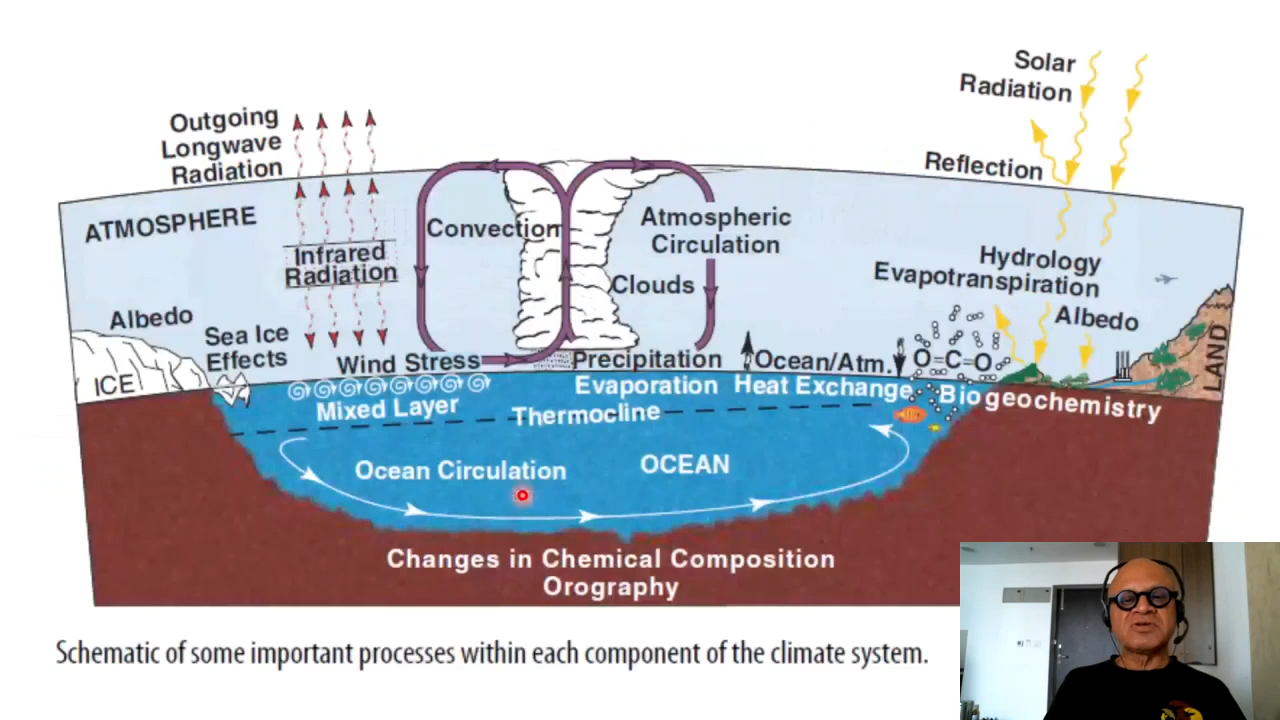 Solar
Radiation
Outgoing
Longwave
Radiation
Reflection
ATMOSPHERE
Convection
Atmospheric
Circulation
Infrared
Radiation
Clouds
Hydrology
Evapotranspiration
Albedo
Sea Ice
Effects
Albedo
ICE
Wind Stress
Precipitation
Ocean/Atm.
O=C=O
LAND
Evaporation
Heat Exchange
Biogeochemistry
Mixed Layer
Thermocline
Ocean Circulation
OCEAN
Changes in Chemical Composition
Orography
Schematic of some important processes within each component of the climate system.